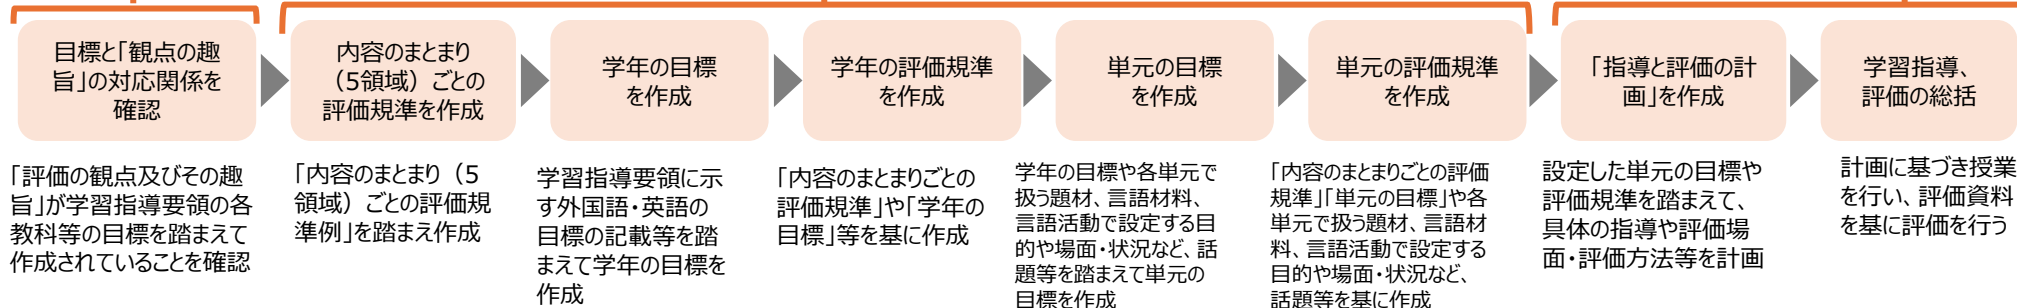 目標と「観点の趣
旨」の対応関係を
確認
内容のまとまり
（5領域）ごとの
評価規準を作成
学年の目標
を作成
学年の評価規準
を作成
単元の目標
を作成
単元の評価規準
を作成
「指導と評価の計
画」を作成
学習指導、
評価の総括
「評価の観点及びその趣
旨」が学習指導要領の各
教科等の目標を踏まえて
作成されていることを確認
「内容のまとまり（5
領域）ごとの評価規
準例」を踏まえ作成
学習指導要領に示
す外国語・英語の
目標の記載等を踏
まえて学年の目標を
作成
「内容のまとまりごとの
評価規準」や「学年の
目標」等を基に作成
学年の目標や各単元で
扱う題材、言語材料、
言語活動で設定する目
的や場面・状況など、話
題等を踏まえて単元の
目標を作成
「内容のまとまりごとの評価
規準」「単元の目標」や各
単元で扱う題材、言語材
料、言語活動で設定する
目的や場面・状況など、
話題等を基に作成
設定した単元の目標や
評価規準を踏まえて、
具体の指導や評価場
面・評価方法等を計画
計画に基づき授業
を行い、評価資料
を基に評価を行う